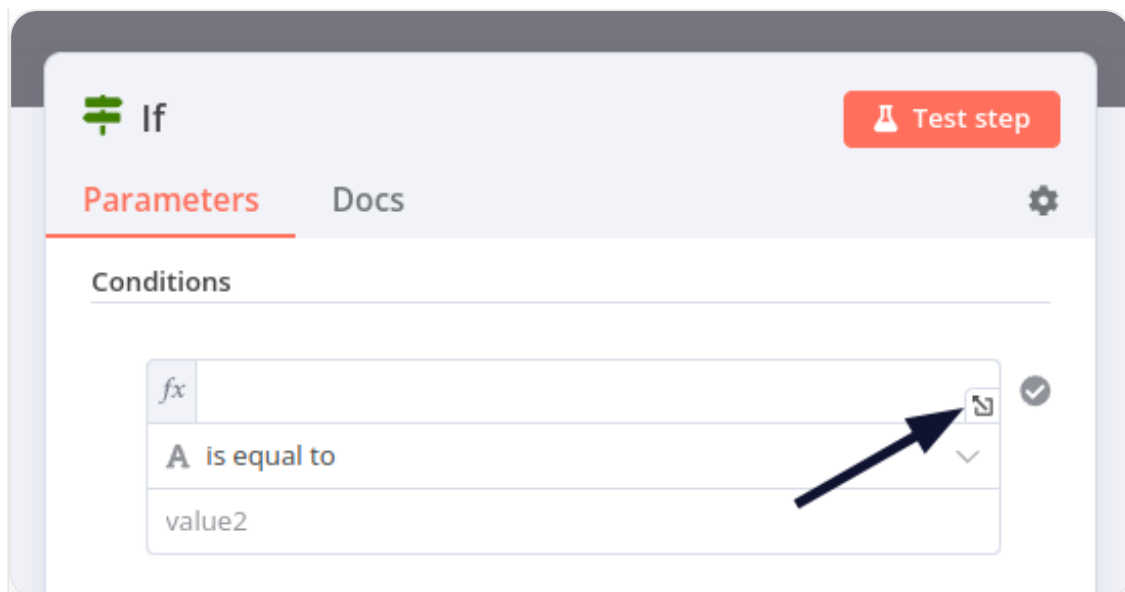 If
Test step
Parameters Docs
Conditions
fx
A is equal to
value2